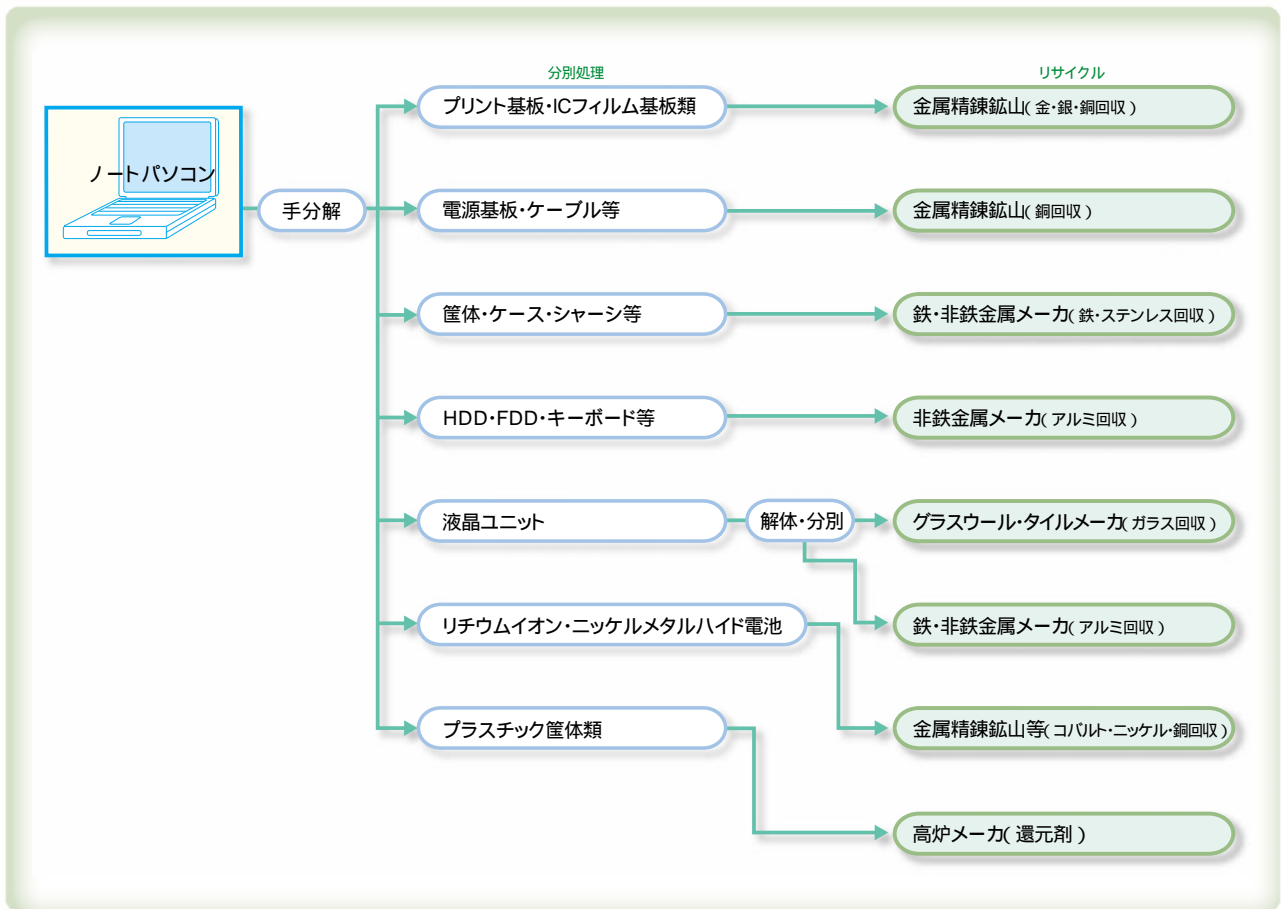 分別処理
リサイクル
ノートパソコン
手分解
プリント基板・ICフィルム基板類
金属精錬鉱山(金・銀・銅回収)
電源基板・ケーブル等
金属精錬鉱山(銅回収)
筐体・ケース・シャーシ等
鉄・非鉄金属メーカ(鉄・ステンレス回収)
HDD・FDD・キーボード等
非鉄金属メーカ(アルミ回収)
液晶ユニット
解体・分別
グラスウール・タイルメーカ(ガラス回収)
鉄・非鉄金属メーカ(アルミ回収)
リチウムイオン・ニッケルメタルハイド電池
金属精錬鉱山等(コバルト・ニッケル・銅回収)
プラスチック筐体類
高炉メーカ(還元剤)